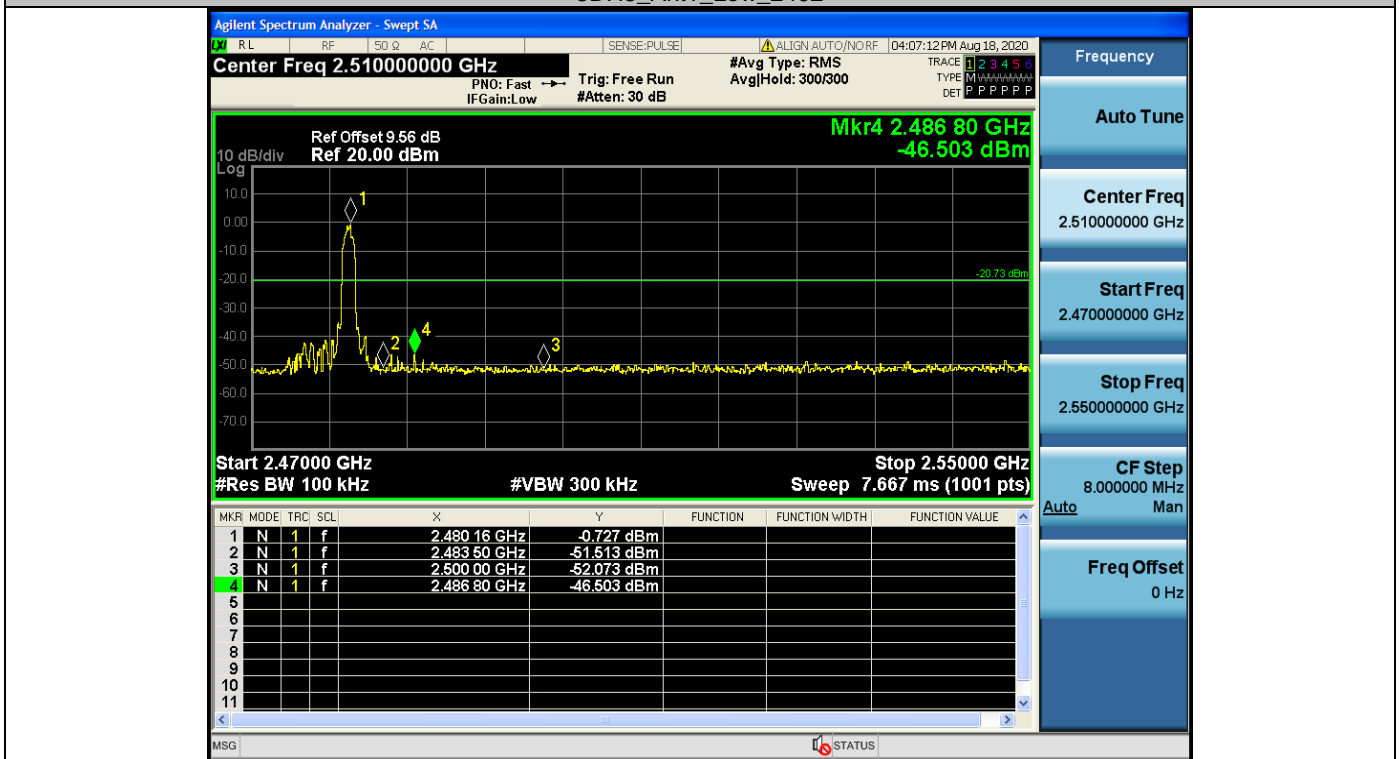 Agilent Spectrum Analyzer - Swept SA
LXI RL RF 50 Ω AC SENSE:PULSE ALIGN AUTO/NO RF 04:07:12 PM Aug 18, 2020
Center Freq 2.510000000 GHz
PNO: Fast
IFGain:Low
Trig: Free Run
#Atten: 30 dB
#Avg Type: RMS
Avg|Hold: 300/300
TRACE 1 2 3 4 5 6
TYPE M
DET P P P P P P
Mkr4 2.486 80 GHz
-46.503 dBm
Ref Offset 9.56 dB
10 dB/div Ref 20.00 dBm
Log
10.0
0.00
-10.0
-20.0
-30.0
-40.0
-50.0
-60.0
-70.0
1
2
4
3
-20.73 dBm
Start 2.47000 GHz Stop 2.55000 GHz
#Res BW 100 kHz #VBW 300 kHz Sweep 7.667 ms (1001 pts)
MKR MODE TRC SCL X Y FUNCTION FUNCTION WIDTH FUNCTION VALUE
1 N 1 f 2.480 16 GHz -0.727 dBm
2 N 1 f 2.483 50 GHz -51.513 dBm
3 N 1 f 2.500 00 GHz -52.073 dBm
4 N 1 f 2.486 80 GHz -46.503 dBm
5
6
7
8
9
10
11
MSG STATUS
Frequency
Auto Tune
Center Freq
2.510000000 GHz
Start Freq
2.470000000 GHz
Stop Freq
2.550000000 GHz
CF Step
8.000000 MHz
Auto Man
Freq Offset
0 Hz